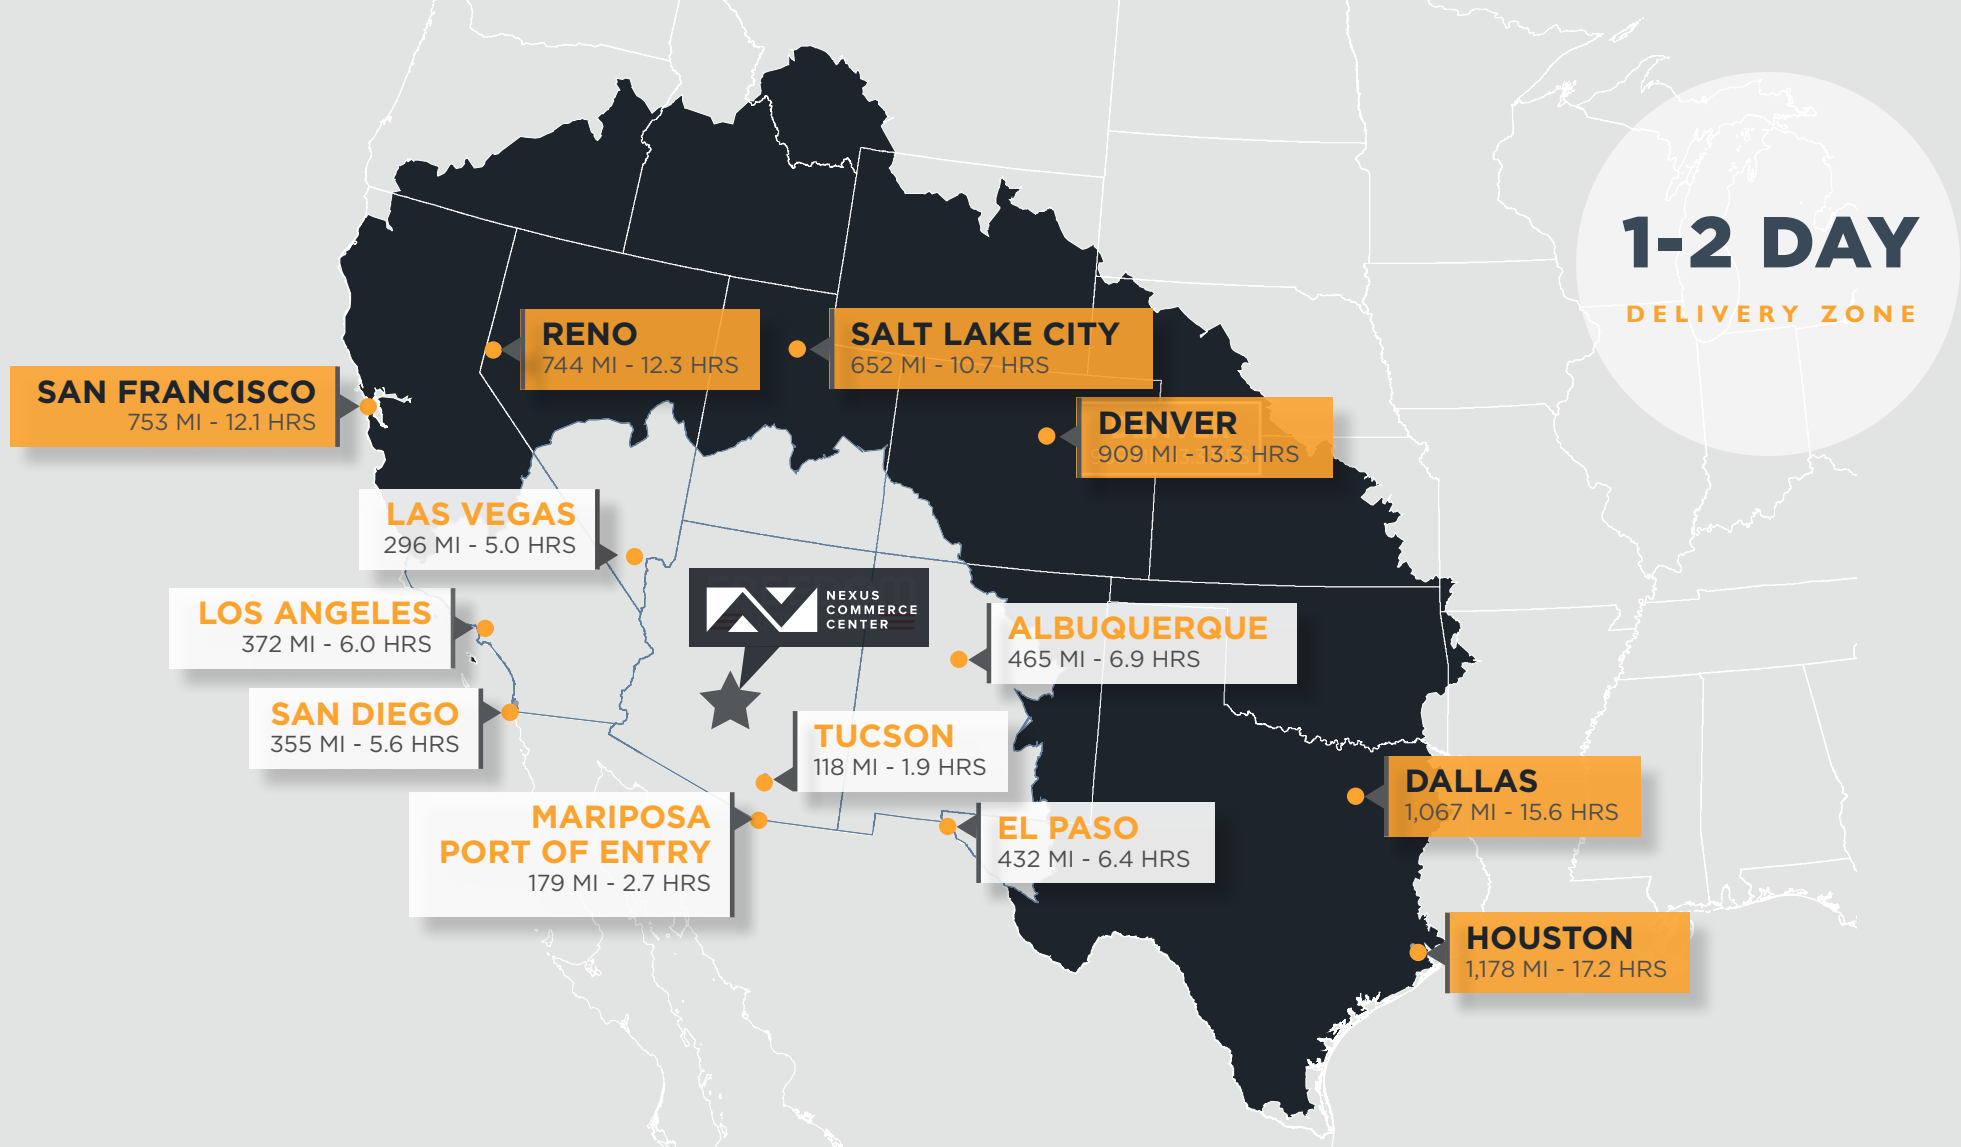 1-2 DAY
DELIVERY ZONE
RENO
744 MI - 12.3 HRS
SALT LAKE CITY
652 MI - 10.7 HRS
SAN FRANCISCO
753 MI - 12.1 HRS
DENVER
909 MI - 13.3 HRS
LAS VEGAS
296 MI - 5.0 HRS
NEXUS
COMMERCE
CENTER
LOS ANGELES
372 MI - 6.0 HRS
ALBUQUERQUE
465 MI - 6.9 HRS
SAN DIEGO
355 MI - 5.6 HRS
TUCSON
118 MI - 1.9 HRS
MARIPOSA
PORT OF ENTRY
179 MI - 2.7 HRS
EL PASO
432 MI - 6.4 HRS
DALLAS
1,067 MI - 15.6 HRS
HOUSTON
1,178 MI - 17.2 HRS